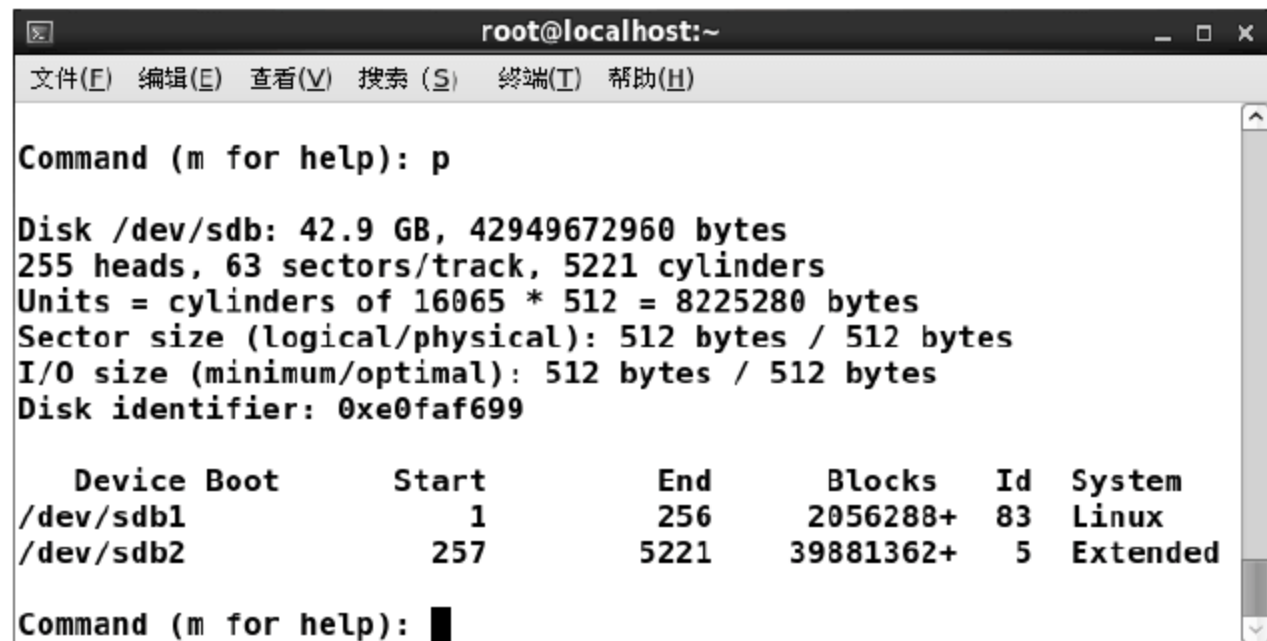 root@localhost:~
文件(F) 编辑(E) 查看(V) 搜索 (S) 终端(T) 帮助(H)
Command (m for help): p
Disk /dev/sdb: 42.9 GB, 42949672960 bytes
255 heads, 63 sectors/track, 5221 cylinders
Units = cylinders of 16065 * 512 = 8225280 bytes
Sector size (logical/physical): 512 bytes / 512 bytes
I/O size (minimum/optimal): 512 bytes / 512 bytes
Disk identifier: 0xe0faf699
Device Boot Start End Blocks Id System
/dev/sdb1 1 256 2056288+ 83 Linux
/dev/sdb2 257 5221 39881362+ 5 Extended
Command (m for help):